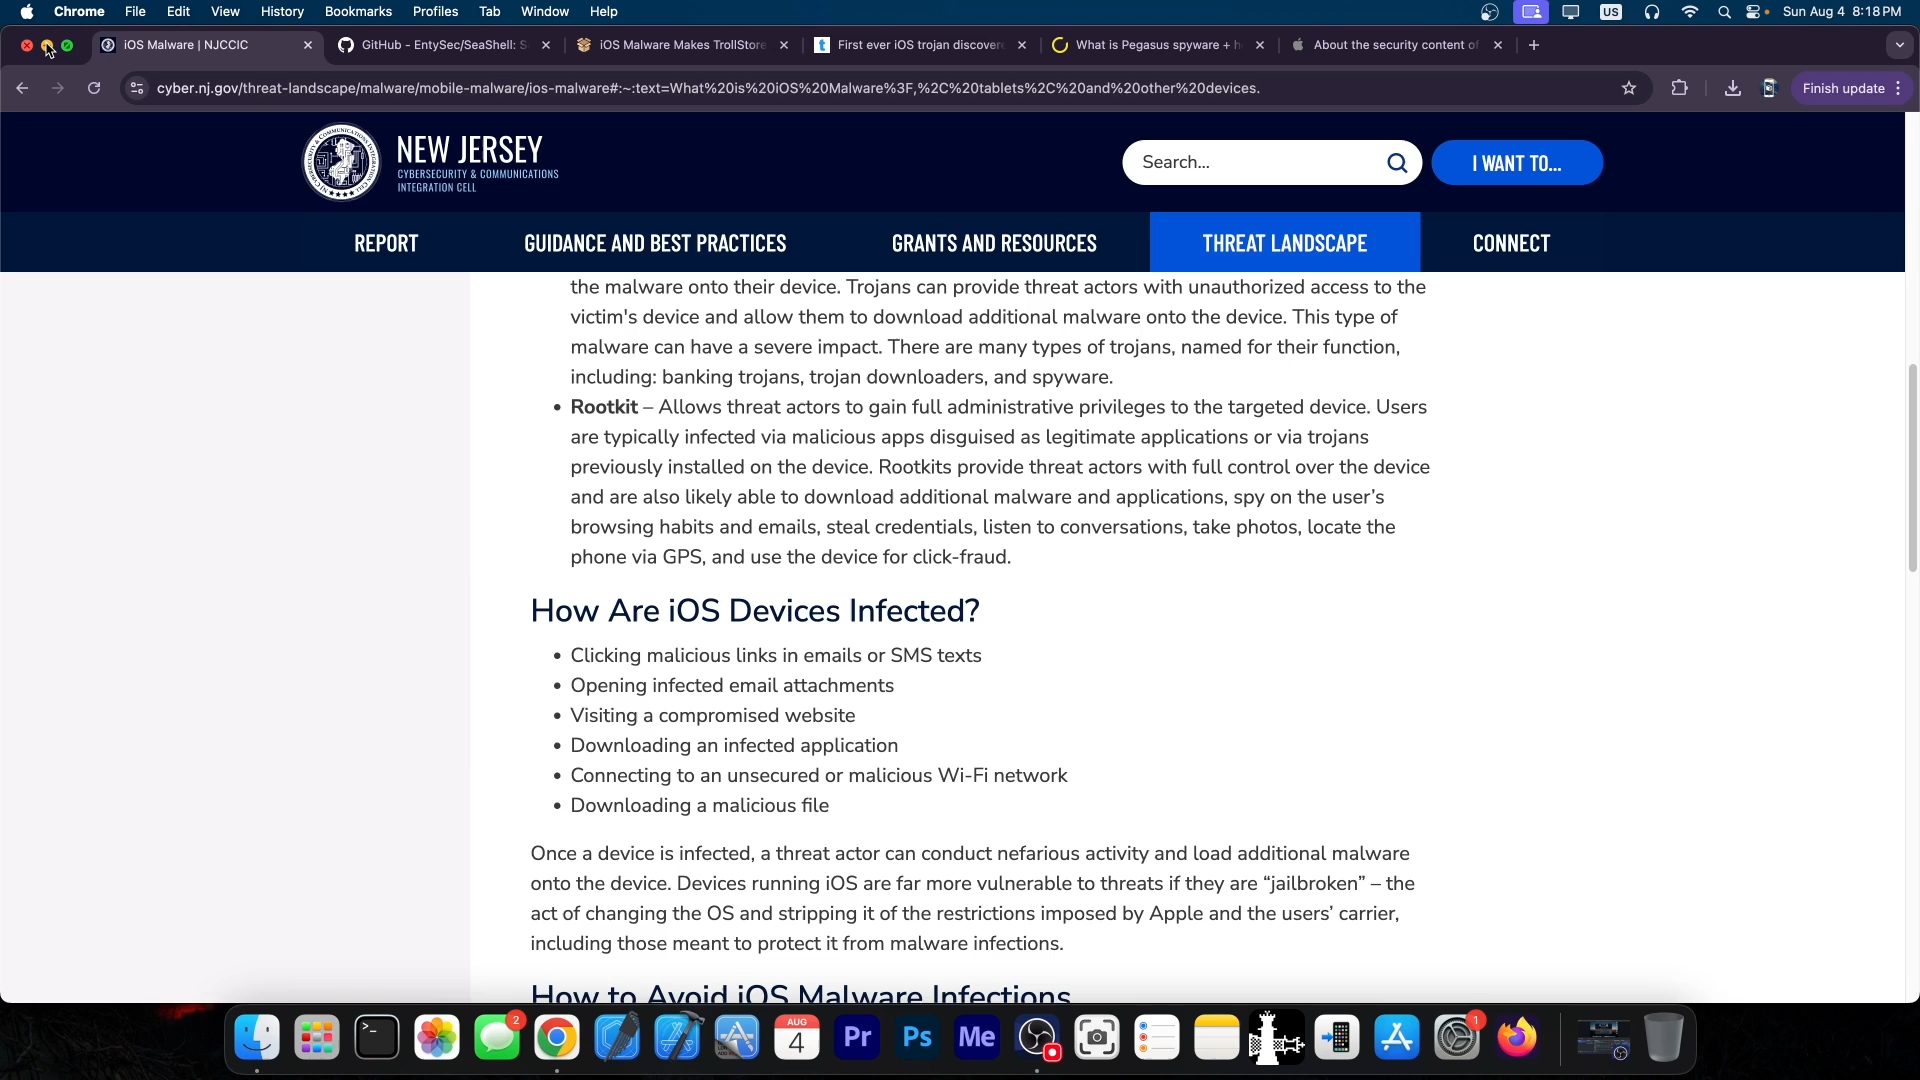 Chrome File Edit View History Bookmarks Profiles Tab Window Help
US Sun Aug 4 8:18 PM
iOS Malware | NJCCIC
GitHub - EntySec/SeaShell: S
iOS Malware Makes TrollStore
First ever iOS trojan discover
What is Pegasus spyware + h
About the security content of
cyber.nj.gov/threat-landscape/malware/mobile-malware/ios-malware#:~:text=What%20is%20iOS%20Malware%3F,%2C%20tablets%2C%20and%20other%20devices.
Finish update
NEW JERSEY
CYBERSECURITY & COMMUNICATIONS
INTEGRATION CELL
Search...
I WANT TO...
REPORT
GUIDANCE AND BEST PRACTICES
GRANTS AND RESOURCES
THREAT LANDSCAPE
CONNECT
the malware onto their device. Trojans can provide threat actors with unauthorized access to the
victim's device and allow them to download additional malware onto the device. This type of
malware can have a severe impact. There are many types of trojans, named for their function,
including: banking trojans, trojan downloaders, and spyware.
• Rootkit – Allows threat actors to gain full administrative privileges to the targeted device. Users
are typically infected via malicious apps disguised as legitimate applications or via trojans
previously installed on the device. Rootkits provide threat actors with full control over the device
and are also likely able to download additional malware and applications, spy on the user’s
browsing habits and emails, steal credentials, listen to conversations, take photos, locate the
phone via GPS, and use the device for click-fraud.
How Are iOS Devices Infected?
• Clicking malicious links in emails or SMS texts
• Opening infected email attachments
• Visiting a compromised website
• Downloading an infected application
• Connecting to an unsecured or malicious Wi-Fi network
• Downloading a malicious file
Once a device is infected, a threat actor can conduct nefarious activity and load additional malware
onto the device. Devices running iOS are far more vulnerable to threats if they are “jailbroken” – the
act of changing the OS and stripping it of the restrictions imposed by Apple and the users’ carrier,
including those meant to protect it from malware infections.
How to Avoid iOS Malware Infections
2
AUG
4
Pr
Ps
Me
1